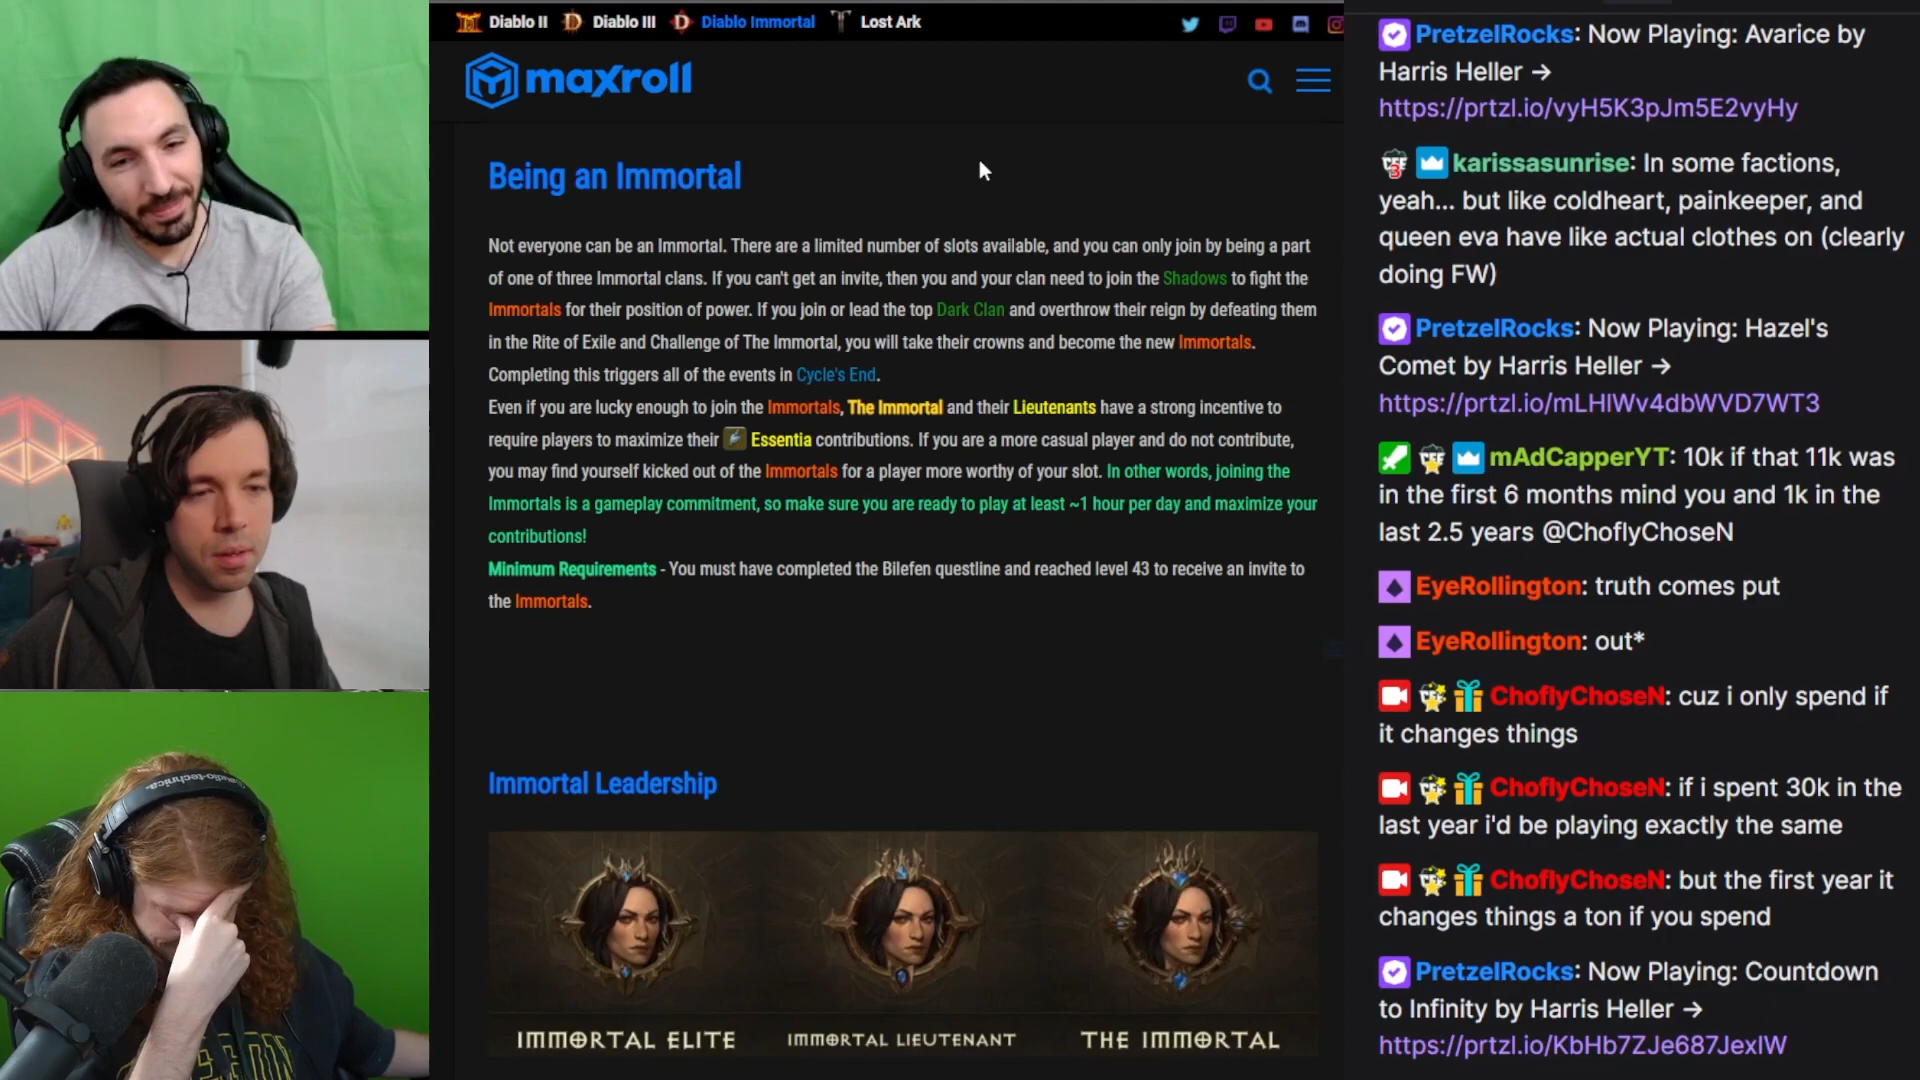 Diablo II
Diablo III
Diablo Immortal
Lost Ark
maxroll
Being an Immortal
Not everyone can be an Immortal. There are a limited number of slots available, and you can only join by being a part
of one of three Immortal clans. If you can't get an invite, then you and your clan need to join the Shadows to fight the
Immortals for their position of power. If you join or lead the top Dark Clan and overthrow their reign by defeating them
in the Rite of Exile and Challenge of The Immortal, you will take their crowns and become the new Immortals.
Completing this triggers all of the events in Cycle's End.
Even if you are lucky enough to join the Immortals, The Immortal and their Lieutenants have a strong incentive to
require players to maximize their Essentia contributions. If you are a more casual player and do not contribute,
you may find yourself kicked out of the Immortals for a player more worthy of your slot. In other words, joining the
Immortals is a gameplay commitment, so make sure you are ready to play at least ~1 hour per day and maximize your
contributions!
Minimum Requirements - You must have completed the Bilefen questline and reached level 43 to receive an invite to
the Immortals.
Immortal Leadership
IMMORTAL ELITE
IMMORTAL LIEUTENANT
THE IMMORTAL
PretzelRocks: Now Playing: Avarice by
Harris Heller →
https://prtzl.io/vyH5K3pJm5E2vyHy
karissasunrise: In some factions,
yeah... but like coldheart, painkeeper, and
queen eva have like actual clothes on (clearly
doing FW)
PretzelRocks: Now Playing: Hazel's
Comet by Harris Heller →
https://prtzl.io/mLHlWv4dbWVD7WT3
mAdCapperYT: 10k if that 11k was
in the first 6 months mind you and 1k in the
last 2.5 years @ChoflyChoseN
EyeRollington: truth comes put
EyeRollington: out*
ChoflyChoseN: cuz i only spend if
it changes things
ChoflyChoseN: if i spent 30k in the
last year i'd be playing exactly the same
ChoflyChoseN: but the first year it
changes things a ton if you spend
PretzelRocks: Now Playing: Countdown
to Infinity by Harris Heller →
https://prtzl.io/KbHb7ZJe687JexlW
audio-technica